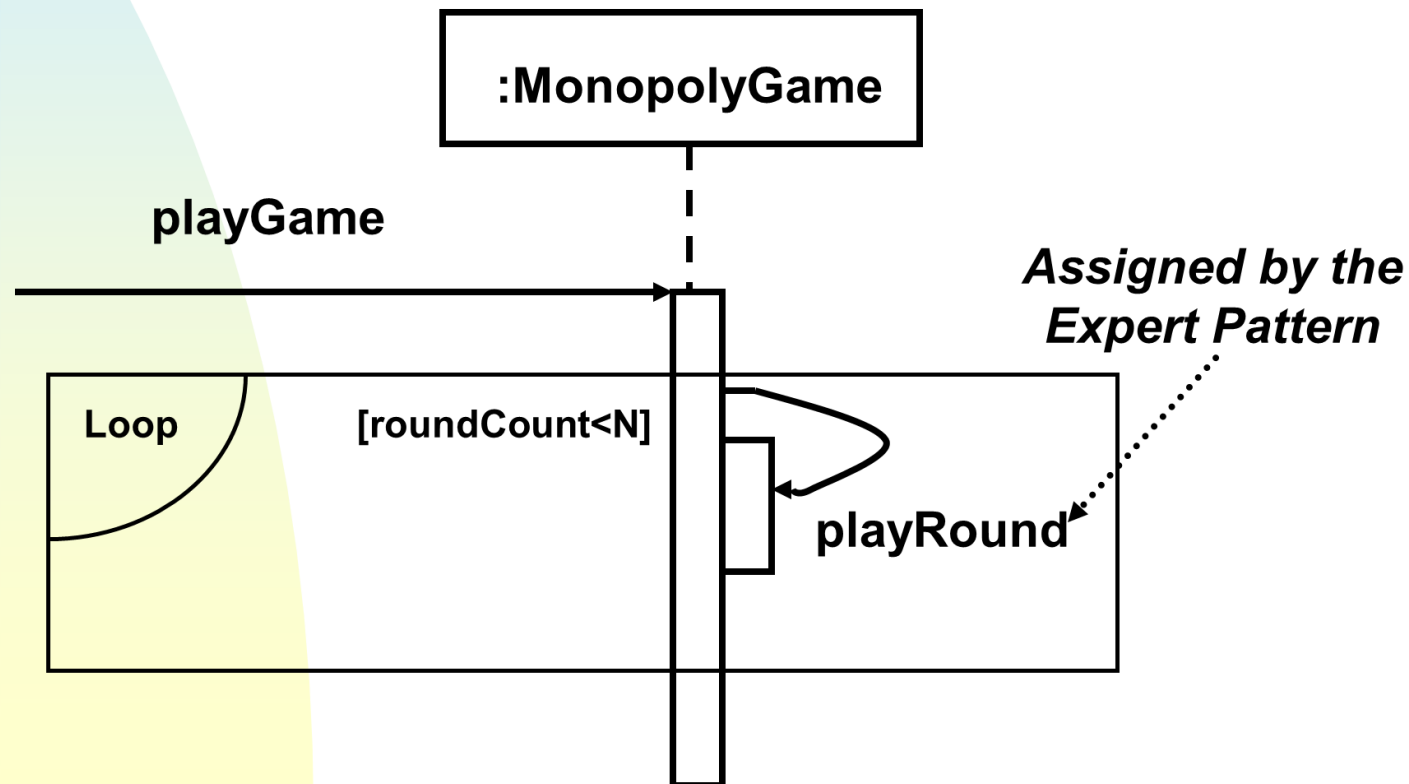 :MonopolyGame
playGame
Assigned by the
Expert Pattern
Loop
[roundCount<N]
playRound